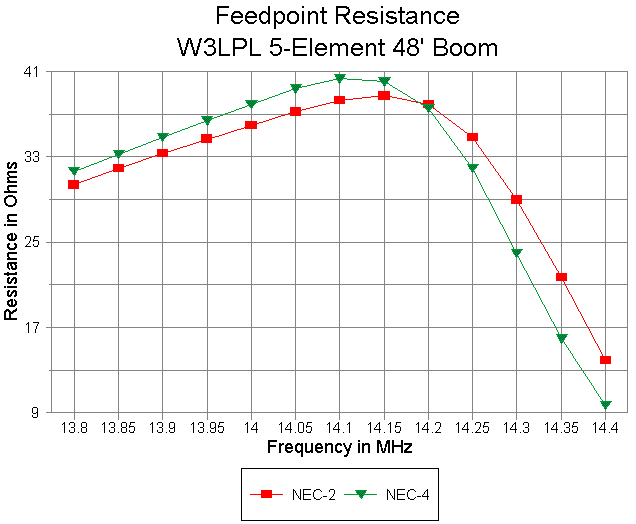 Feedpoint Resistance
W3LPL 5-Element 48' Boom
41
33
25
17
9
Resistance in Ohms
13.8 13.85 13.9 13.95 14 14.05 14.1 14.15 14.2 14.25 14.3 14.35 14.4
Frequency in MHz
NEC-2 NEC-4